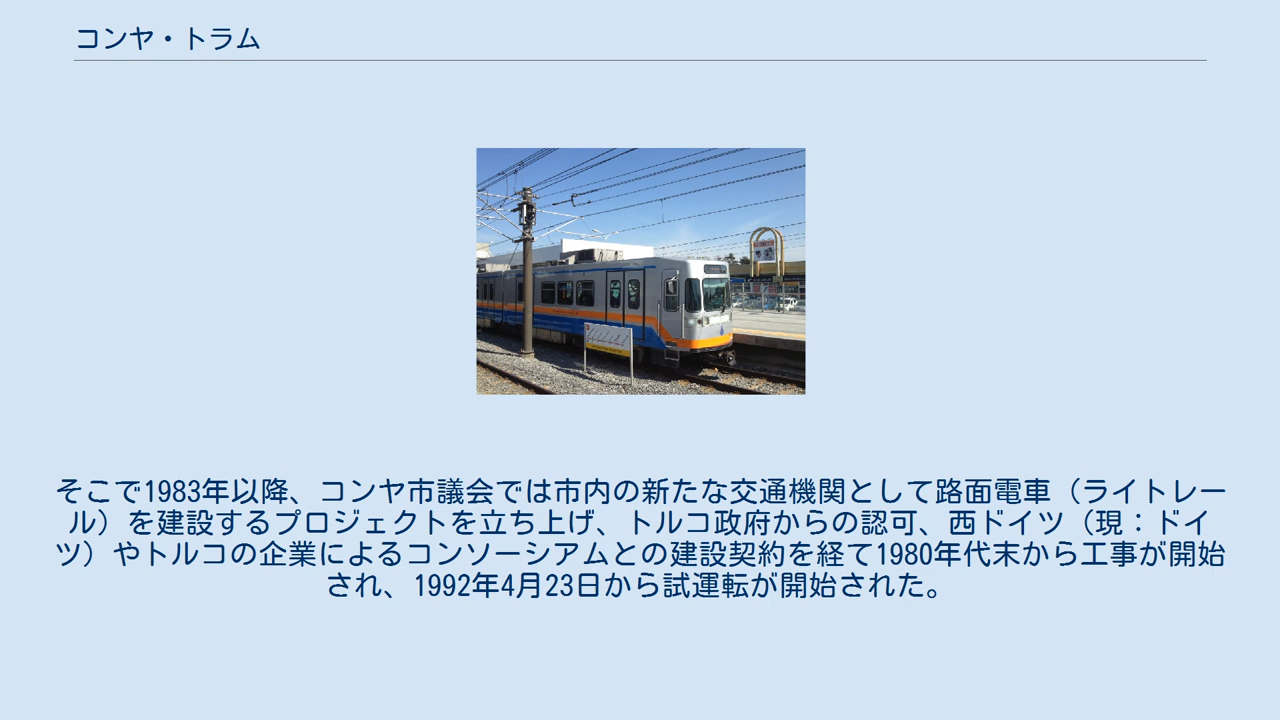 コンヤ・トラム
そこで1983年以降、コンヤ市議会では市内の新たな交通機関として路面電車（ライトレー
ル）を建設するプロジェクトを立ち上げ、トルコ政府からの認可、西ドイツ（現：ドイ
ツ）やトルコの企業によるコンソーシアムとの建設契約を経て1980年代末から工事が開始
され、1992年4月23日から試運転が開始された。